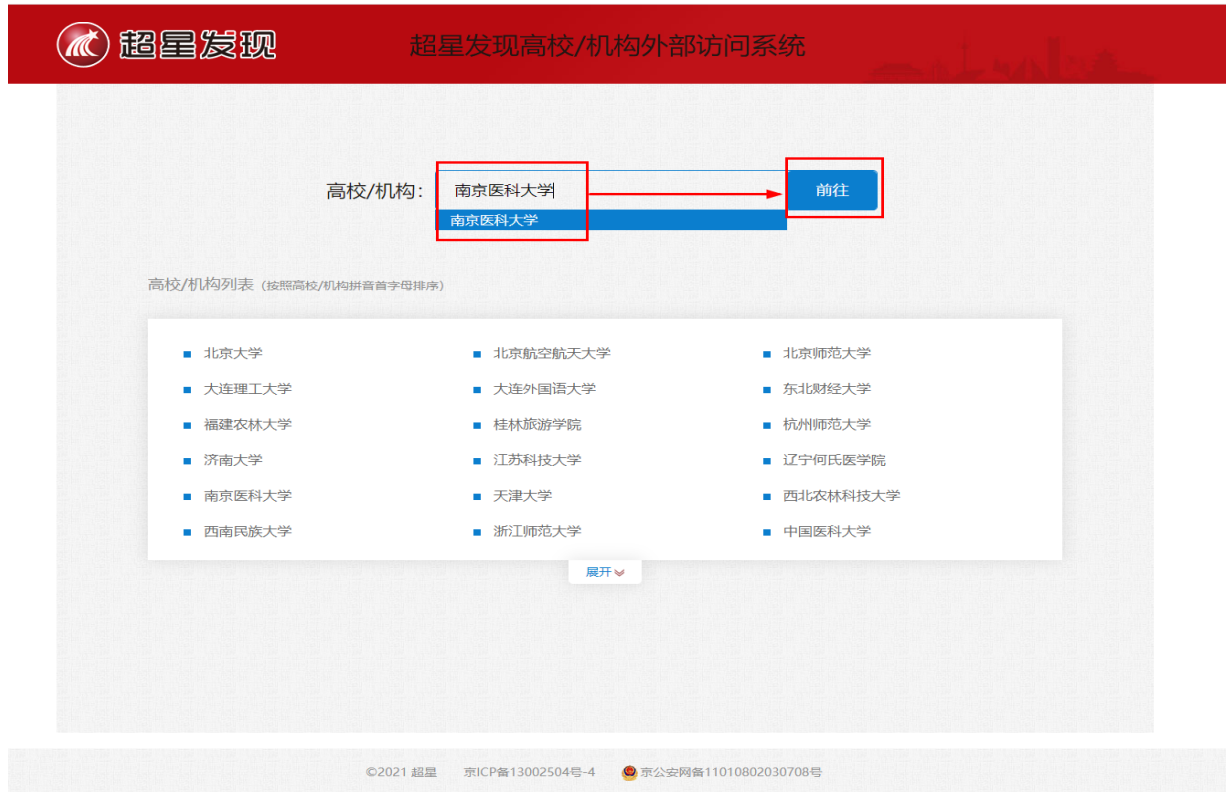 超星发现 超星发现高校/机构外部访问系统
高校/机构： 南京医科大学 前往
南京医科大学
高校/机构列表（按照高校/机构拼音首字母排序）
北京大学 北京航空航天大学 北京师范大学
大连理工大学 大连外国语大学 东北财经大学
福建农林大学 桂林旅游学院 杭州师范大学
济南大学 江苏科技大学 辽宁何氏医学院
南京医科大学 天津大学 西北农林科技大学
西南民族大学 浙江师范大学 中国医科大学
展开
©2021 超星 京ICP备13002504号-4 京公安网备11010802030708号